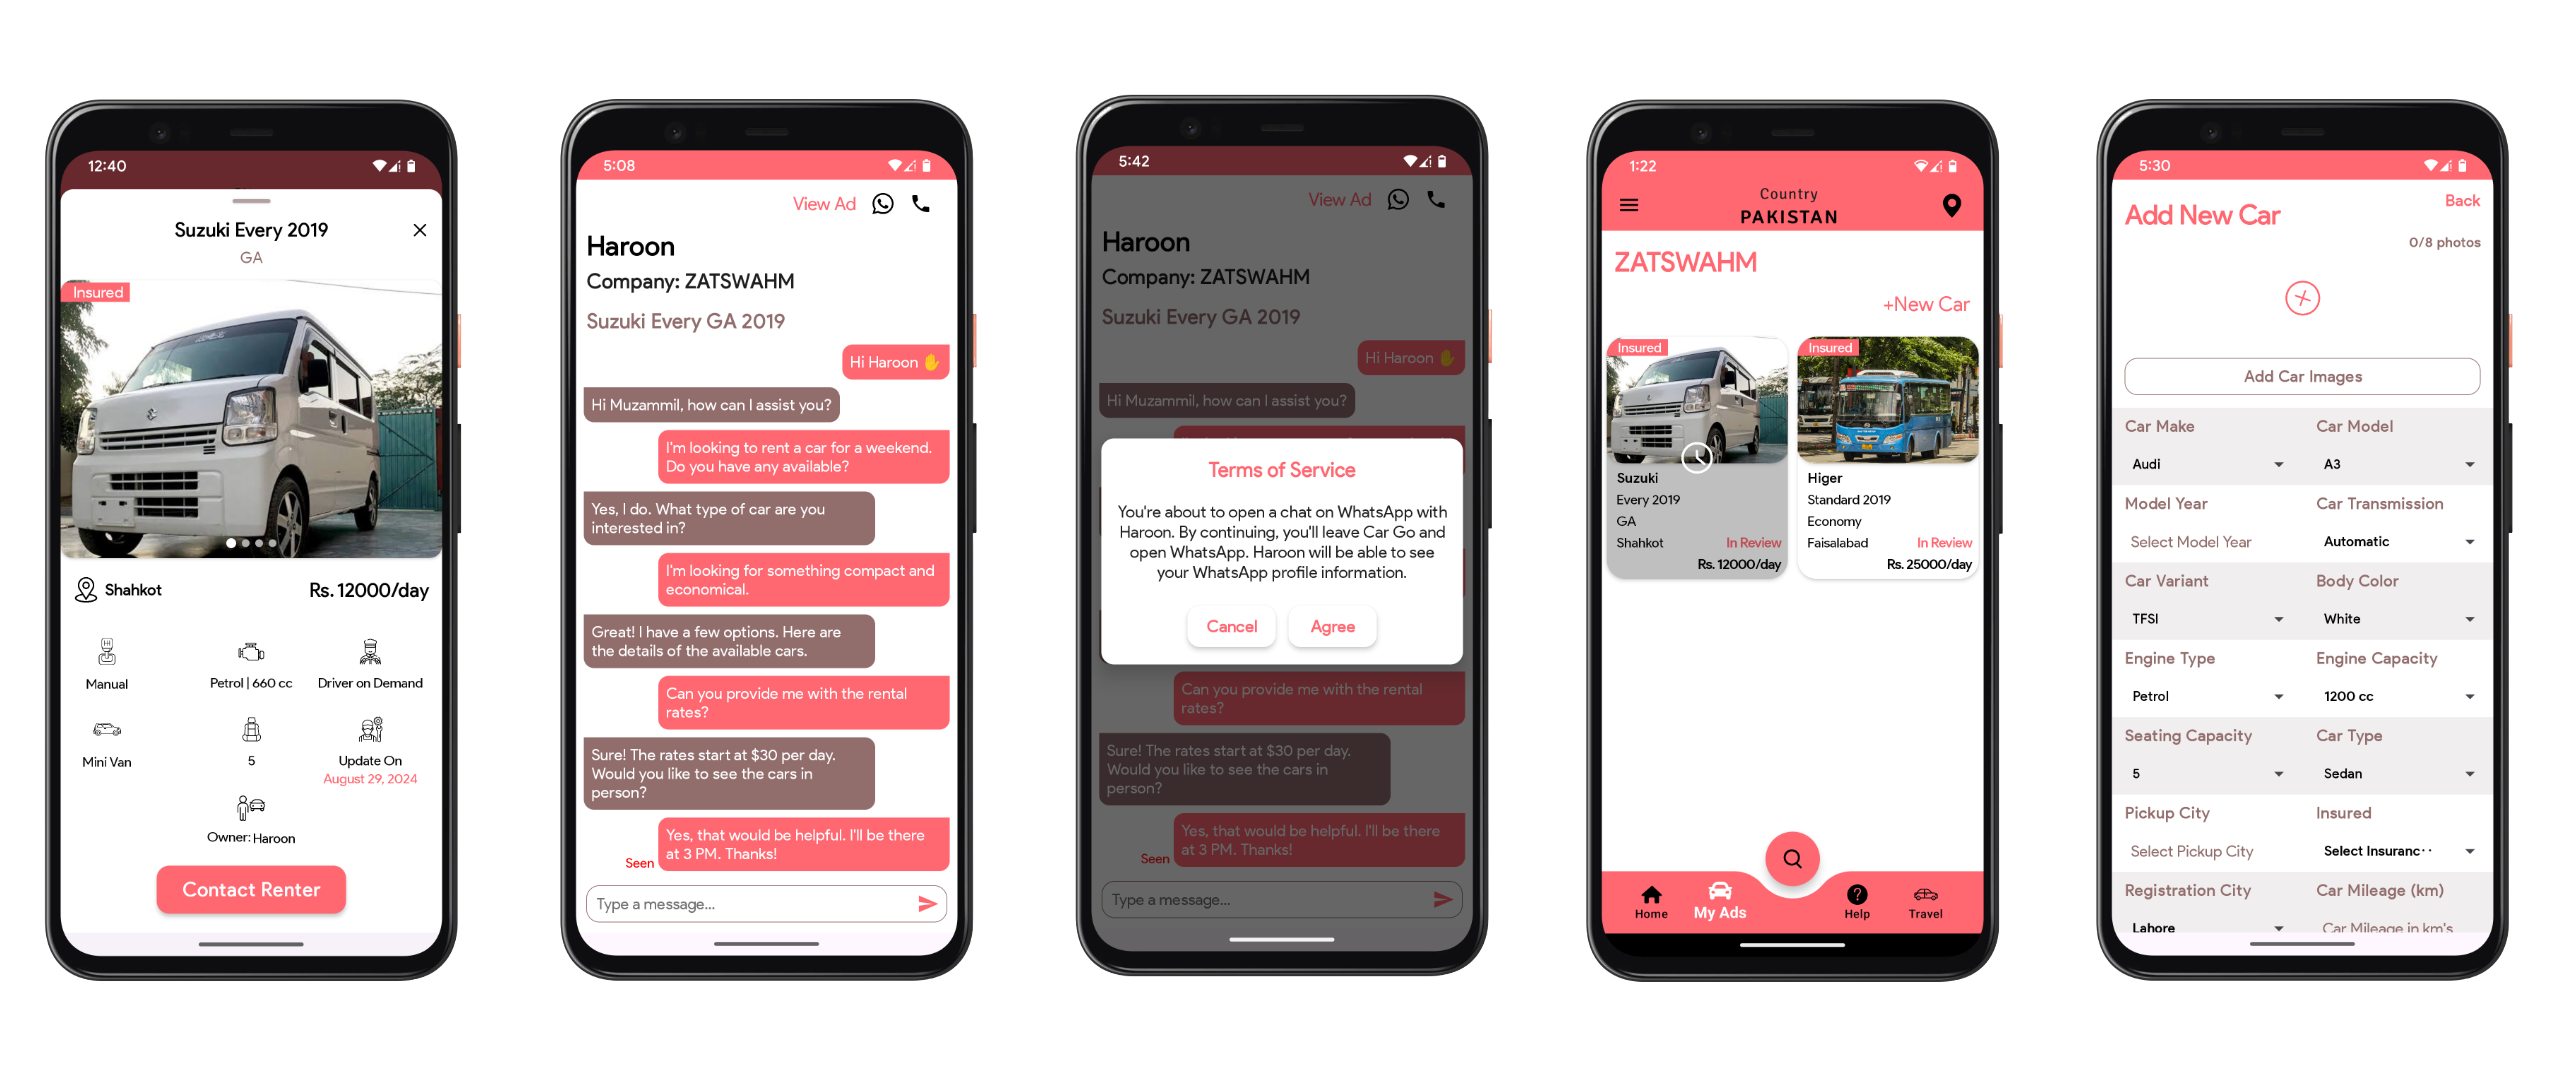 12:40
Suzuki Every 2019
GA
Insured
Shahkot
Rs. 12000/day
Manual
Petrol | 660 cc
Driver on Demand
Mini Van
5
Update On
August 29, 2024
Owner: Haroon
Contact Renter
5:08
View Ad
Haroon
Company: ZATSWAHM
Suzuki Every GA 2019
Hi Haroon ✋
Hi Muzammil, how can I assist you?
I'm looking to rent a car for a weekend.
Do you have any available?
Yes, I do. What type of car are you
interested in?
I'm looking for something compact and
economical.
Great! I have a few options. Here are
the details of the available cars.
Can you provide me with the rental
rates?
Sure! The rates start at $30 per day.
Would you like to see the cars in
person?
Yes, that would be helpful. I'll be there
at 3 PM. Thanks!
Seen
Type a message...
5:42
View Ad
Haroon
Company: ZATSWAHM
Suzuki Every GA 2019
Hi Haroon ✋
Hi Muzammil, how can I assist you?
Terms of Service
You're about to open a chat on WhatsApp with
Haroon. By continuing, you'll leave Car Go and
open WhatsApp. Haroon will be able to see
your WhatsApp profile information.
Cancel
Agree
Can you provide me with the rental
rates?
Sure! The rates start at $30 per day.
Would you like to see the cars in
person?
Yes, that would be helpful. I'll be there
at 3 PM. Thanks!
Seen
Type a message...
1:22
Country
PAKISTAN
ZATSWAHM
+New Car
Insured
Suzuki
Every 2019
GA
Shahkot
In Review
Rs. 12000/day
Insured
Higer
Standard 2019
Economy
Faisalabad
In Review
Rs. 25000/day
Home
My Ads
Help
Travel
5:30
Back
Add New Car
0/8 photos
Add Car Images
Car Make
Car Model
Audi
A3
Model Year
Car Transmission
Select Model Year
Automatic
Car Variant
Body Color
TFSI
White
Engine Type
Engine Capacity
Petrol
1200 cc
Seating Capacity
Car Type
5
Sedan
Pickup City
Insured
Select Pickup City
Select Insuranc··
Registration City
Car Mileage (km)
Lahore
Car Mileage in km's